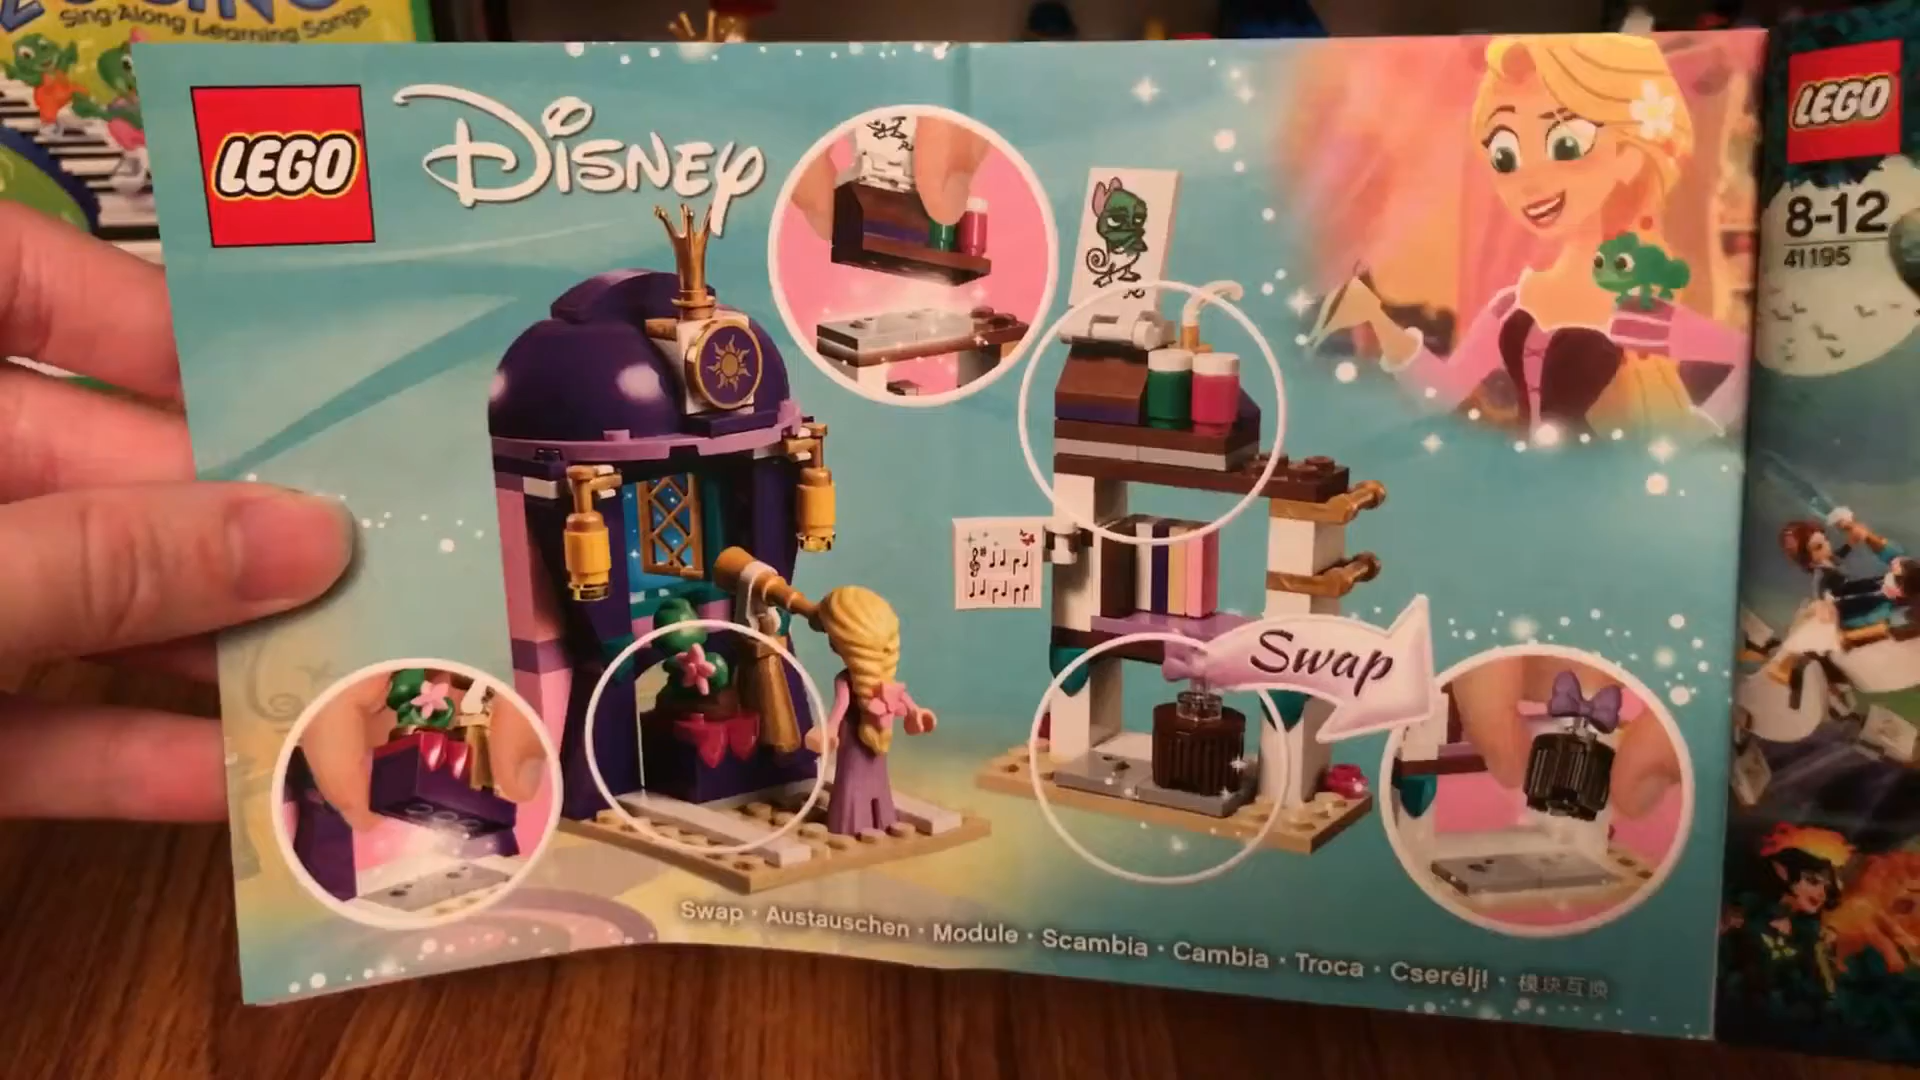 Sing-Along Learning Songs
LEGO
Disney
LEGO
8-12
41195
Swap
Swap · Austauschen · Module · Scambia · Cambia · Troca · Cserélj! · 模块互换